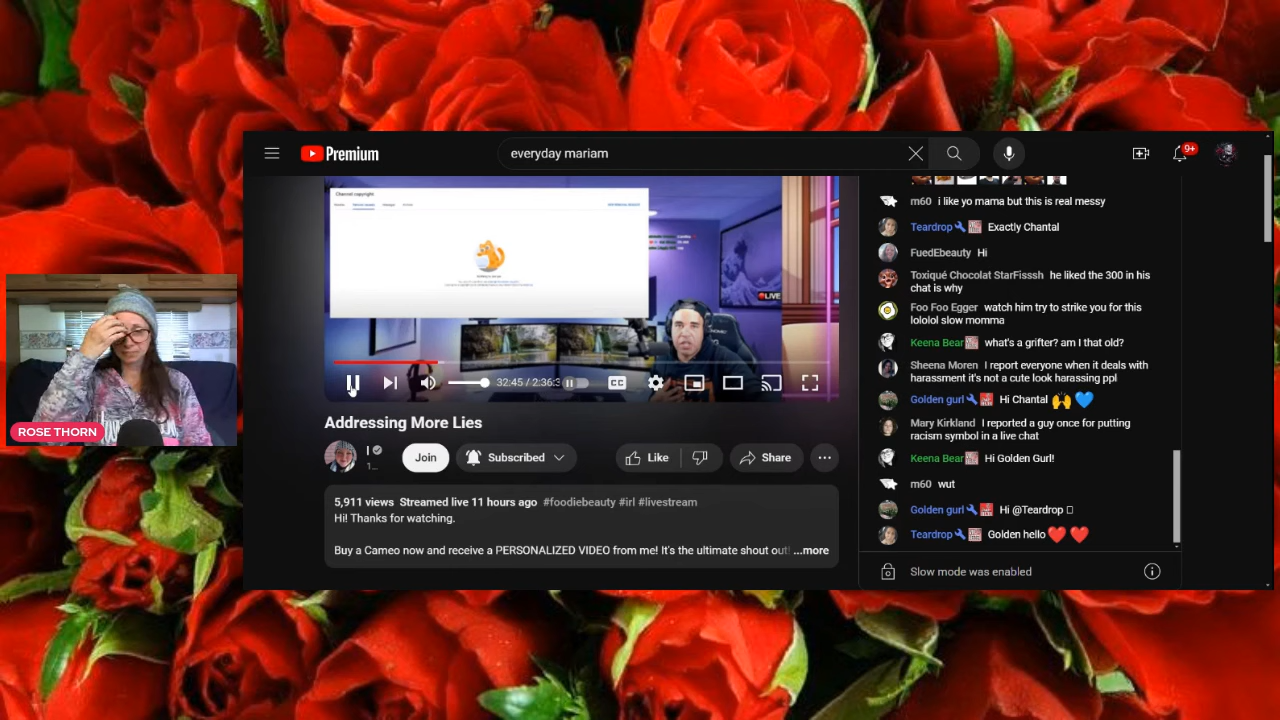 Premium
everyday mariam
9+
Channel copyright
LIVE
32:45 / 2:36:3
CC
Addressing More Lies
Join
Subscribed
Like
Share
5,911 views Streamed live 11 hours ago #foodiebeauty #irl #livestream
Hi! Thanks for watching.
Buy a Cameo now and receive a PERSONALIZED VIDEO from me! It's the ultimate shout out! ...more
m60 i like yo mama but this is real messy
Teardrop Exactly Chantal
FuedEbeauty Hi
Toaqué Chocolat StarFisssh he liked the 300 in his
chat is why
Foo Foo Egger watch him try to strike you for this
lololol slow momma
Keena Bear what's a grifter? am I that old?
Sheena Moren I report everyone when it deals with
harassment it's not a cute look harassing ppl
Golden gurl Hi Chantal 🙌 💙
Mary Kirkland I reported a guy once for putting
racism symbol in a live chat
Keena Bear Hi Golden Gurl!
m60 wut
Golden gurl Hi @Teardrop
Teardrop Golden hello ❤️ ❤️
Slow mode was enabled
ROSE THORN